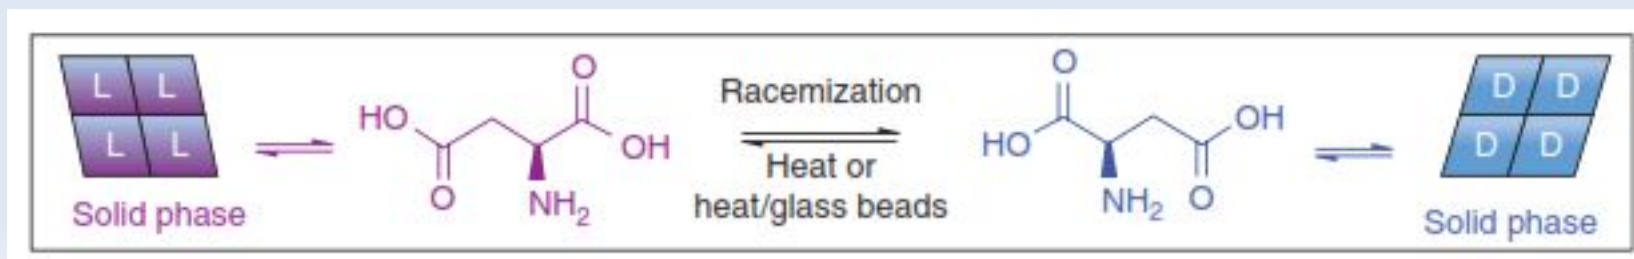 L L
L L
Solid phase
HO
O
O
OH
NH2
Racemization
Heat or
heat/glass beads
O
HO
NH2
OH
O
D D
D D
Solid phase